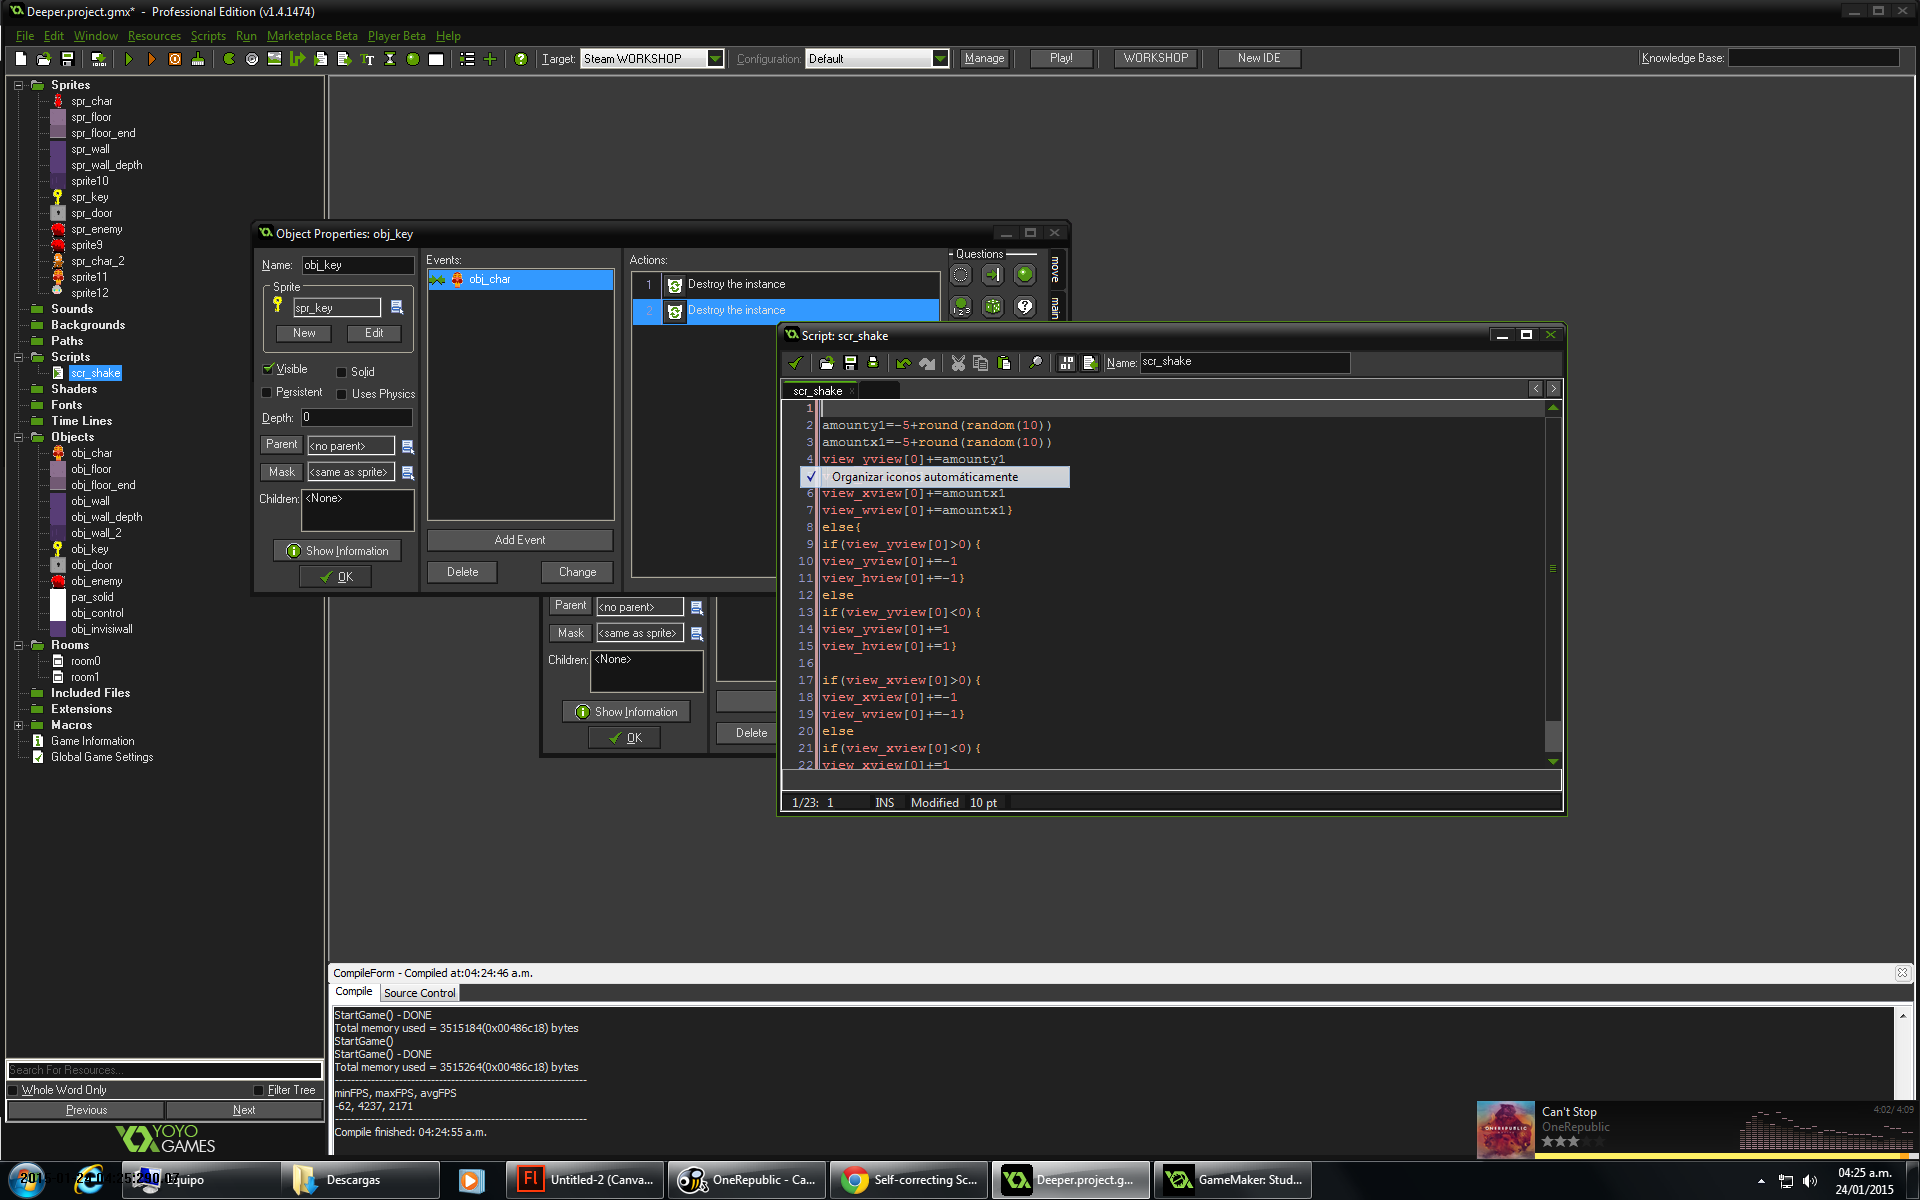 Deeper.project.gmx* - Professional Edition (v1.4.1474)
File Edit Window Resources Scripts Run Marketplace Beta Player Beta Help
Target: Steam WORKSHOP Configuration: Default Manage Play! WORKSHOP New IDE Knowledge Base:
Sprites
spr_char
spr_floor
spr_floor_end
spr_wall
spr_wall_depth
sprite10
spr_key
spr_door
spr_enemy
sprite9
spr_char_2
sprite11
sprite12
Sounds
Backgrounds
Paths
Scripts
scr_shake
Shaders
Fonts
Time Lines
Objects
obj_char
obj_floor
obj_floor_end
obj_wall
obj_wall_depth
obj_wall_2
obj_key
obj_door
obj_enemy
par_solid
obj_control
obj_invisiwall
Rooms
room0
room1
Included Files
Extensions
Macros
Game Information
Global Game Settings
Search For Resources...
Whole Word Only Filter Tree
Previous Next
YOYO
GAMES
Object Properties: obj_key
Name: obj_key
Sprite
spr_key
New Edit
Visible Solid
Persistent Uses Physics
Depth: 0
Parent <no parent>
Mask <same as sprite>
Children: <None>
Show Information
OK
Events:
obj_char
Add Event
Delete Change
Actions:
1 Destroy the instance
2 Destroy the instance
Questions
move
main
Parent <no parent>
Mask <same as sprite>
Children: <None>
Show Information
OK
Delete
Script: scr_shake
Name: scr_shake
scr_shake
1
2 amounty1=-5+round(random(10))
3 amountx1=-5+round(random(10))
4 view_yview[0]+=amounty1
Organizar iconos automáticamente
6 view_xview[0]+=amountx1
7 view_wview[0]+=amountx1}
8 else{
9 if(view_yview[0]>0){
10 view_yview[0]+=-1
11 view_hview[0]+=-1}
12 else
13 if(view_yview[0]<0){
14 view_yview[0]+=1
15 view_hview[0]+=1}
16
17 if(view_xview[0]>0){
18 view_xview[0]+=-1
19 view_wview[0]+=-1}
20 else
21 if(view_xview[0]<0){
22 view_xview[0]+=1
1/23: 1 INS Modified 10 pt
CompileForm - Compiled at:04:24:46 a.m.
Compile Source Control
StartGame() - DONE
Total memory used = 3515184(0x00486c18) bytes
StartGame()
StartGame() - DONE
Total memory used = 3515264(0x00486c18) bytes
minFPS, maxFPS, avgFPS
-62, 4237, 2171
Compile finished: 04:24:55 a.m.
Can't Stop
OneRepublic
4:02/ 4:09
ONEREPUBLIC
Equipo
Descargas
Fl Untitled-2 (Canva...
OneRepublic - Ca...
Self-correcting Sc...
Deeper.project.g...
GameMaker: Stud...
04:25 a.m.
24/01/2015